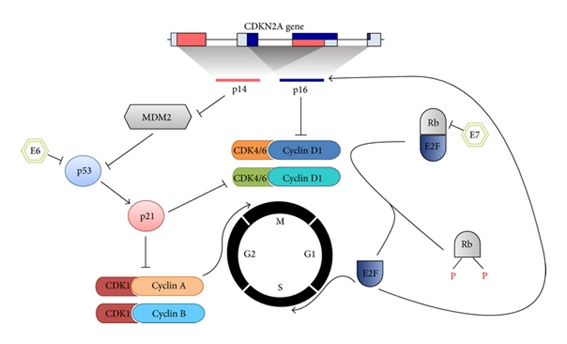 CDKN2A gene
p14
p16
MDM2
Rb
E2F
E7
E6
p53
CDK4/6
Cyclin D1
CDK4/6
Cyclin D1
p21
M
G2
G1
S
Rb
P
P
E2F
CDK1
Cyclin A
CDK1
Cyclin B